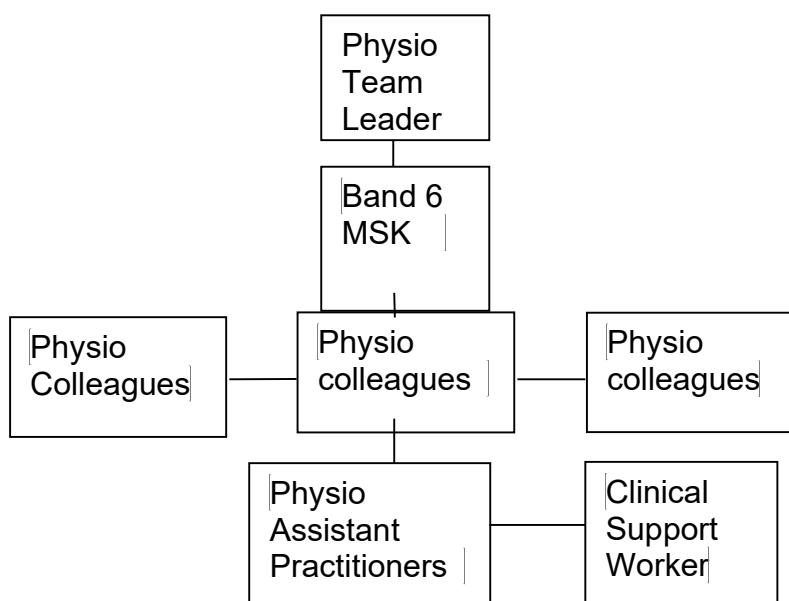 Physio
Team
Leader
Band 6
MSK
Physio
Colleagues
Physio
colleagues
Physio
colleagues
Physio
Assistant
Practitioners
Clinical
Support
Worker